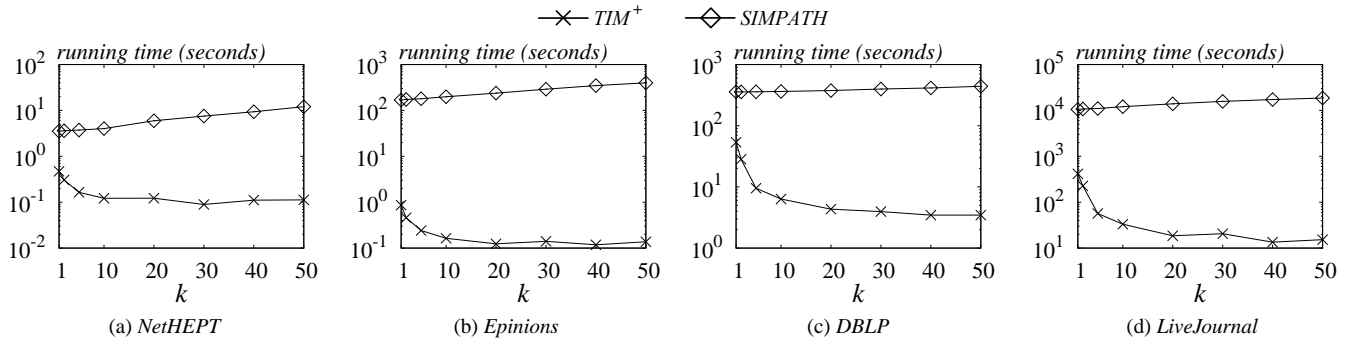 TIM+ SIMPATH
running time (seconds)
10^2
10^1
10^0
10^-1
10^-2
1 10 20 30 40 50
k
(a) NetHEPT
running time (seconds)
10^3
10^2
10^1
10^0
10^-1
1 10 20 30 40 50
k
(b) Epinions
running time (seconds)
10^3
10^2
10^1
10^0
1 10 20 30 40 50
k
(c) DBLP
running time (seconds)
10^5
10^4
10^3
10^2
10^1
1 10 20 30 40 50
k
(d) LiveJournal